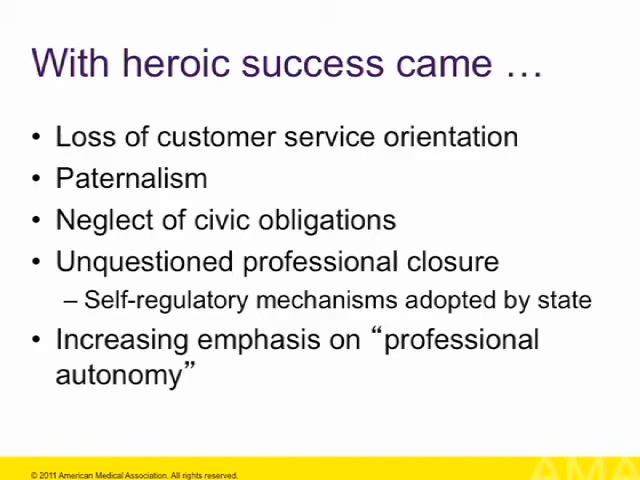 With heroic success came …
• Loss of customer service orientation
• Paternalism
• Neglect of civic obligations
• Unquestioned professional closure
– Self-regulatory mechanisms adopted by state
• Increasing emphasis on “professional
autonomy”
© 2011 American Medical Association. All rights reserved.
AMA